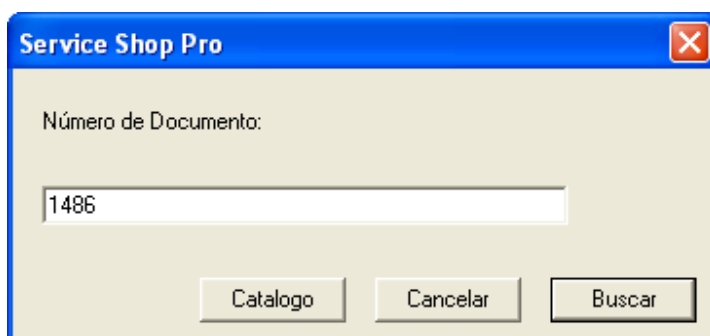 Service Shop Pro
Número de Documento:
1486
Catalogo Cancelar Buscar